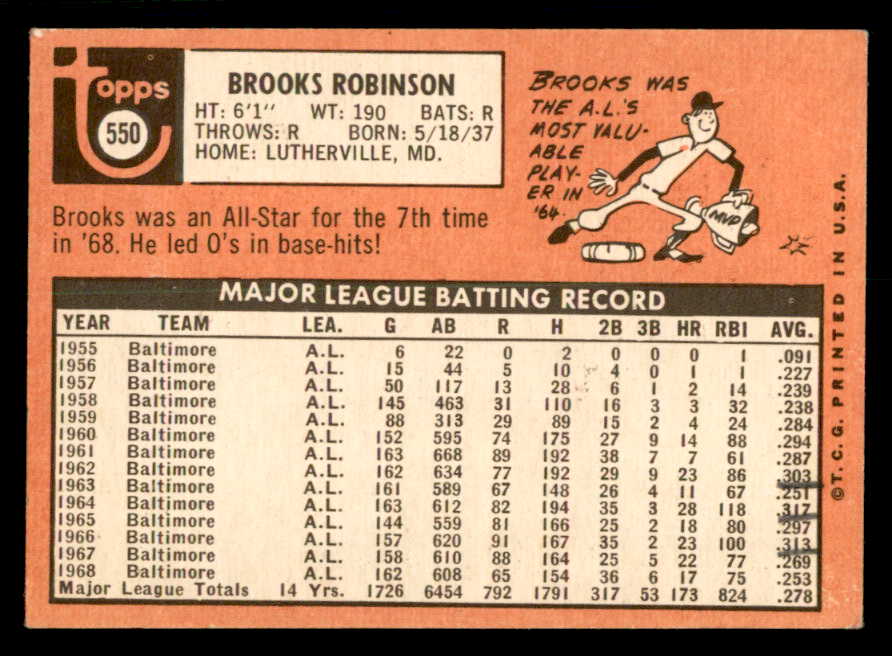 Topps
550
BROOKS ROBINSON
HT: 6'1" WT: 190 BATS: R
THROWS: R BORN: 5/18/37
HOME: LUTHERVILLE, MD.
BROOKS WAS
THE A.L.'S
MOST VALU-
ABLE
PLAY-
ER IN
'64.
MVP
Brooks was an All-Star for the 7th time
in '68. He led O's in base-hits!
MAJOR LEAGUE BATTING RECORD
YEAR TEAM LEA. G AB R H 2B 3B HR RBI AVG.
1955 Baltimore A.L. 6 22 0 2 0 0 0 1 .091
1956 Baltimore A.L. 15 44 5 10 4 0 1 1 .227
1957 Baltimore A.L. 50 117 13 28 6 1 2 14 .239
1958 Baltimore A.L. 145 463 31 110 16 3 3 32 .238
1959 Baltimore A.L. 88 313 29 89 15 2 4 24 .284
1960 Baltimore A.L. 152 595 74 175 27 9 14 88 .294
1961 Baltimore A.L. 163 668 89 192 38 7 7 61 .287
1962 Baltimore A.L. 162 634 77 192 29 9 23 86 .303
1963 Baltimore A.L. 161 589 67 148 26 4 11 67 .251
1964 Baltimore A.L. 163 612 82 194 35 3 28 118 .317
1965 Baltimore A.L. 144 559 81 166 25 2 18 80 .297
1966 Baltimore A.L. 157 620 91 167 35 2 23 100 .313
1967 Baltimore A.L. 158 610 88 164 25 5 22 77 .269
1968 Baltimore A.L. 162 608 65 154 36 6 17 75 .253
Major League Totals 14 Yrs. 1726 6454 792 1791 317 53 173 824 .278
©T.C.G. PRINTED IN U.S.A.